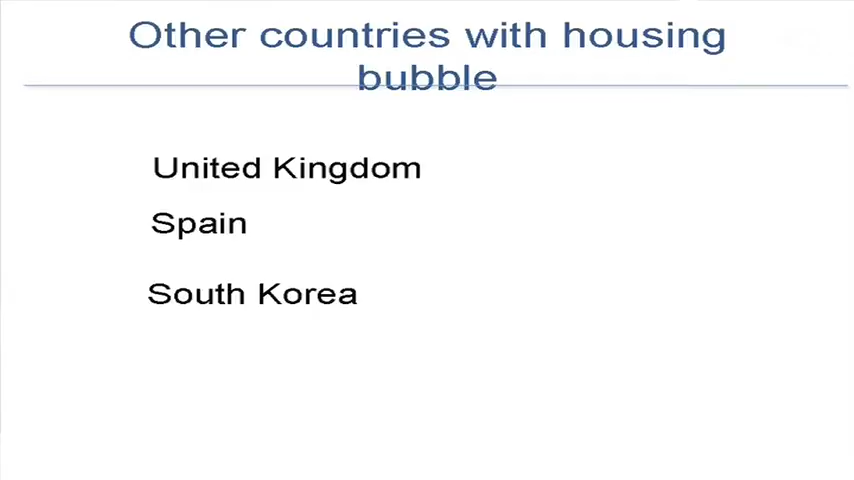 Other countries with housing
bubble
United Kingdom
Spain
South Korea